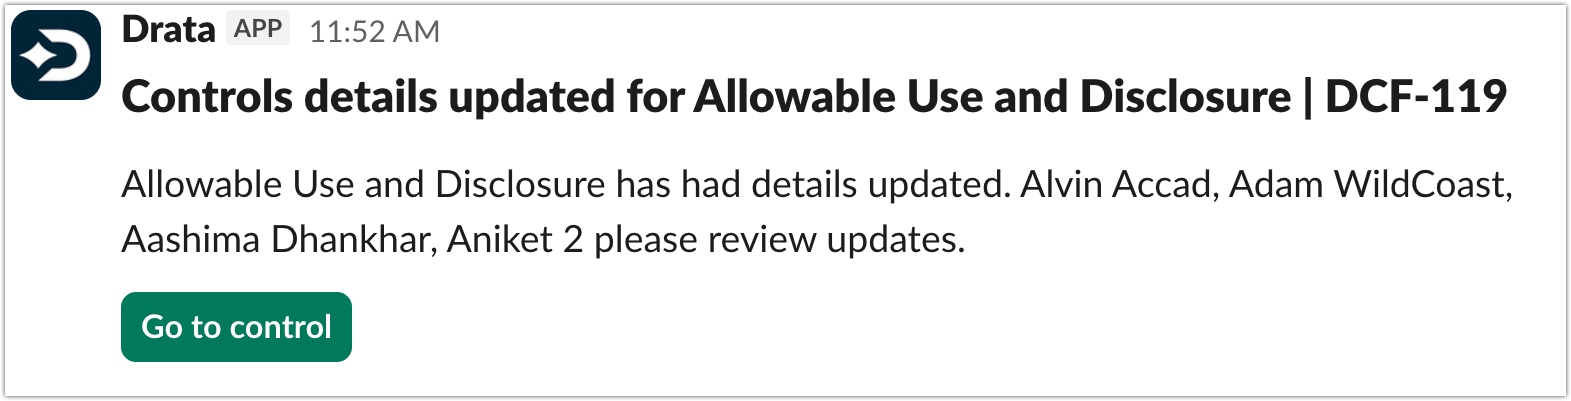 Drata APP 11:52 AM
Controls details updated for Allowable Use and Disclosure | DCF-119
Allowable Use and Disclosure has had details updated. Alvin Accad, Adam WildCoast,
Aashima Dhankhar, Aniket 2 please review updates.
Go to control